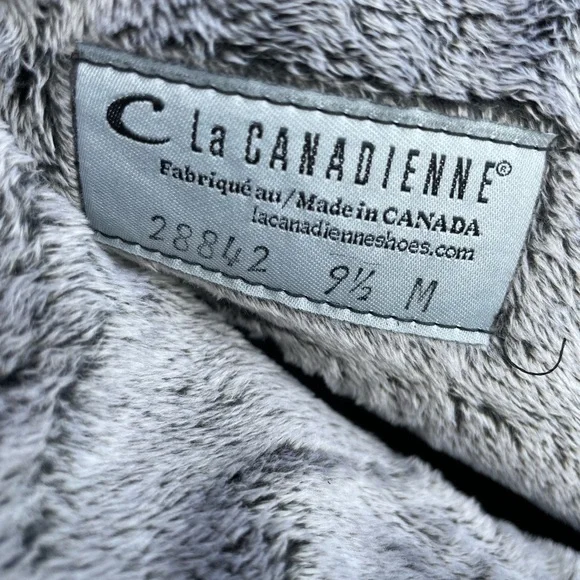 C La CANADIENNE®
Fabriqué au/Made in CANADA
lacanadienneshoes.com
28842 9½ M